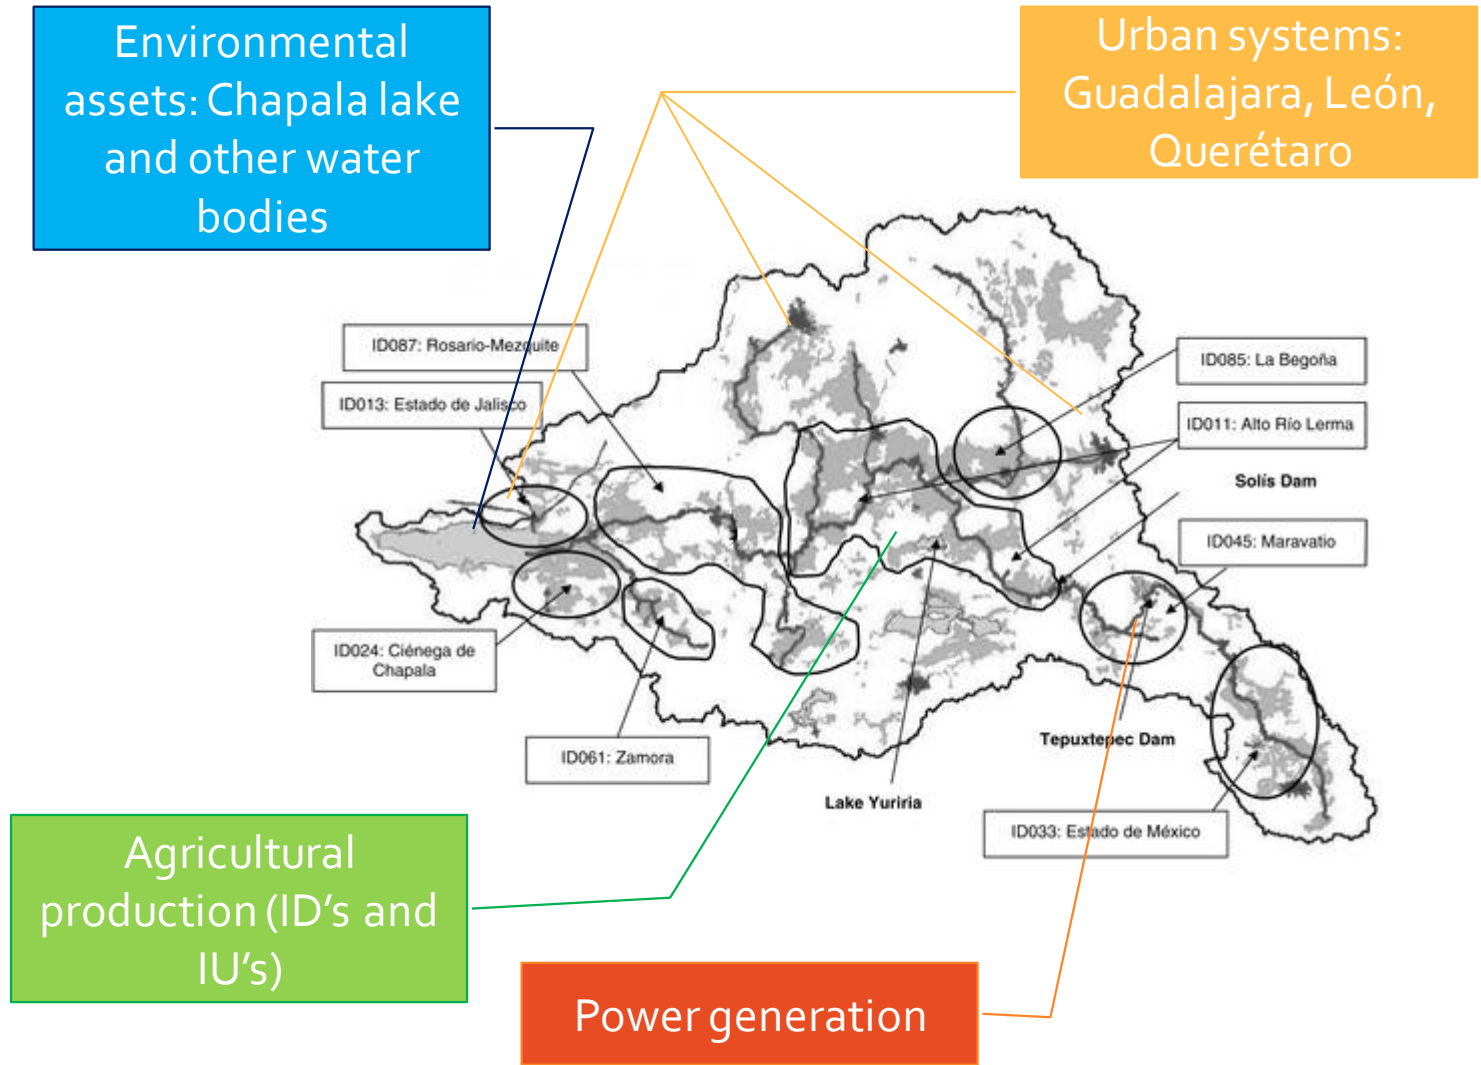 Environmental
assets: Chapala lake
and other water
bodies
Urban systems:
Guadalajara, León,
Querétaro
ID087: Rosario-Mezquite
ID013: Estado de Jalisco
ID085: La Begoña
ID011: Alto Río Lerma
Solís Dam
ID045: Maravatio
ID024: Ciénega de
Chapala
ID061: Zamora
Tepuxtepec Dam
Lake Yuriria
ID033: Estado de México
Agricultural
production (ID's and
IU's)
Power generation